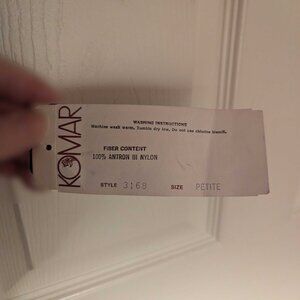 KOMAR
WASHING INSTRUCTIONS
Machine wash warm, Tumble dry low. Do not use chlorine bleach.
FIBER CONTENT
100% ANTRON III NYLON
STYLE 3168 SIZE PETITE